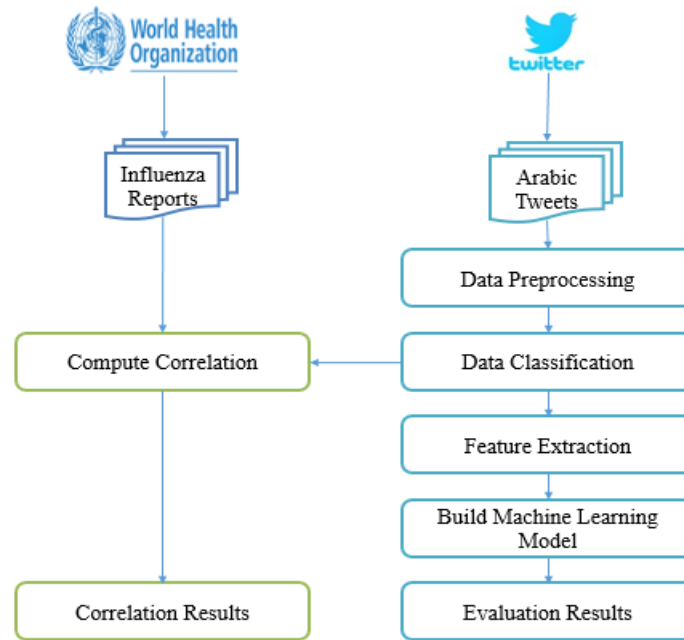 World Health
Organization
twitter
Influenza
Reports
Arabic
Tweets
Data Preprocessing
Compute Correlation
Data Classification
Feature Extraction
Build Machine Learning
Model
Correlation Results
Evaluation Results